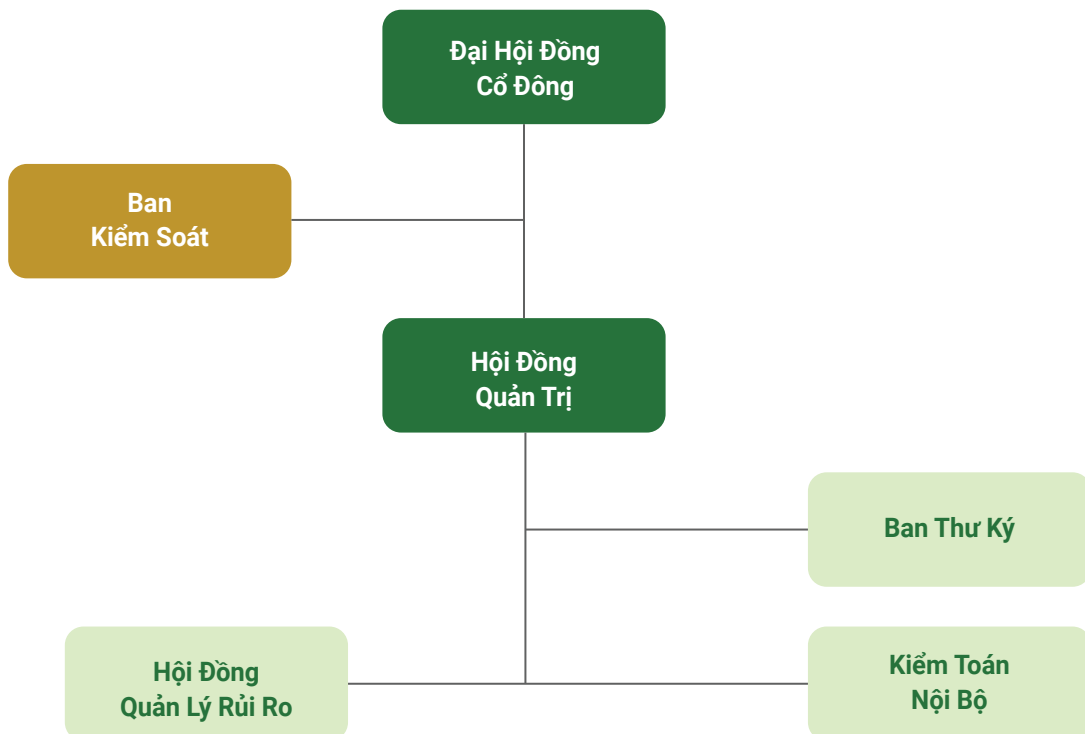 Đại Hội Đồng
Cổ Đông
Ban
Kiểm Soát
Hội Đồng
Quản Trị
Ban Thư Ký
Hội Đồng
Quản Lý Rủi Ro
Kiểm Toán
Nội Bộ